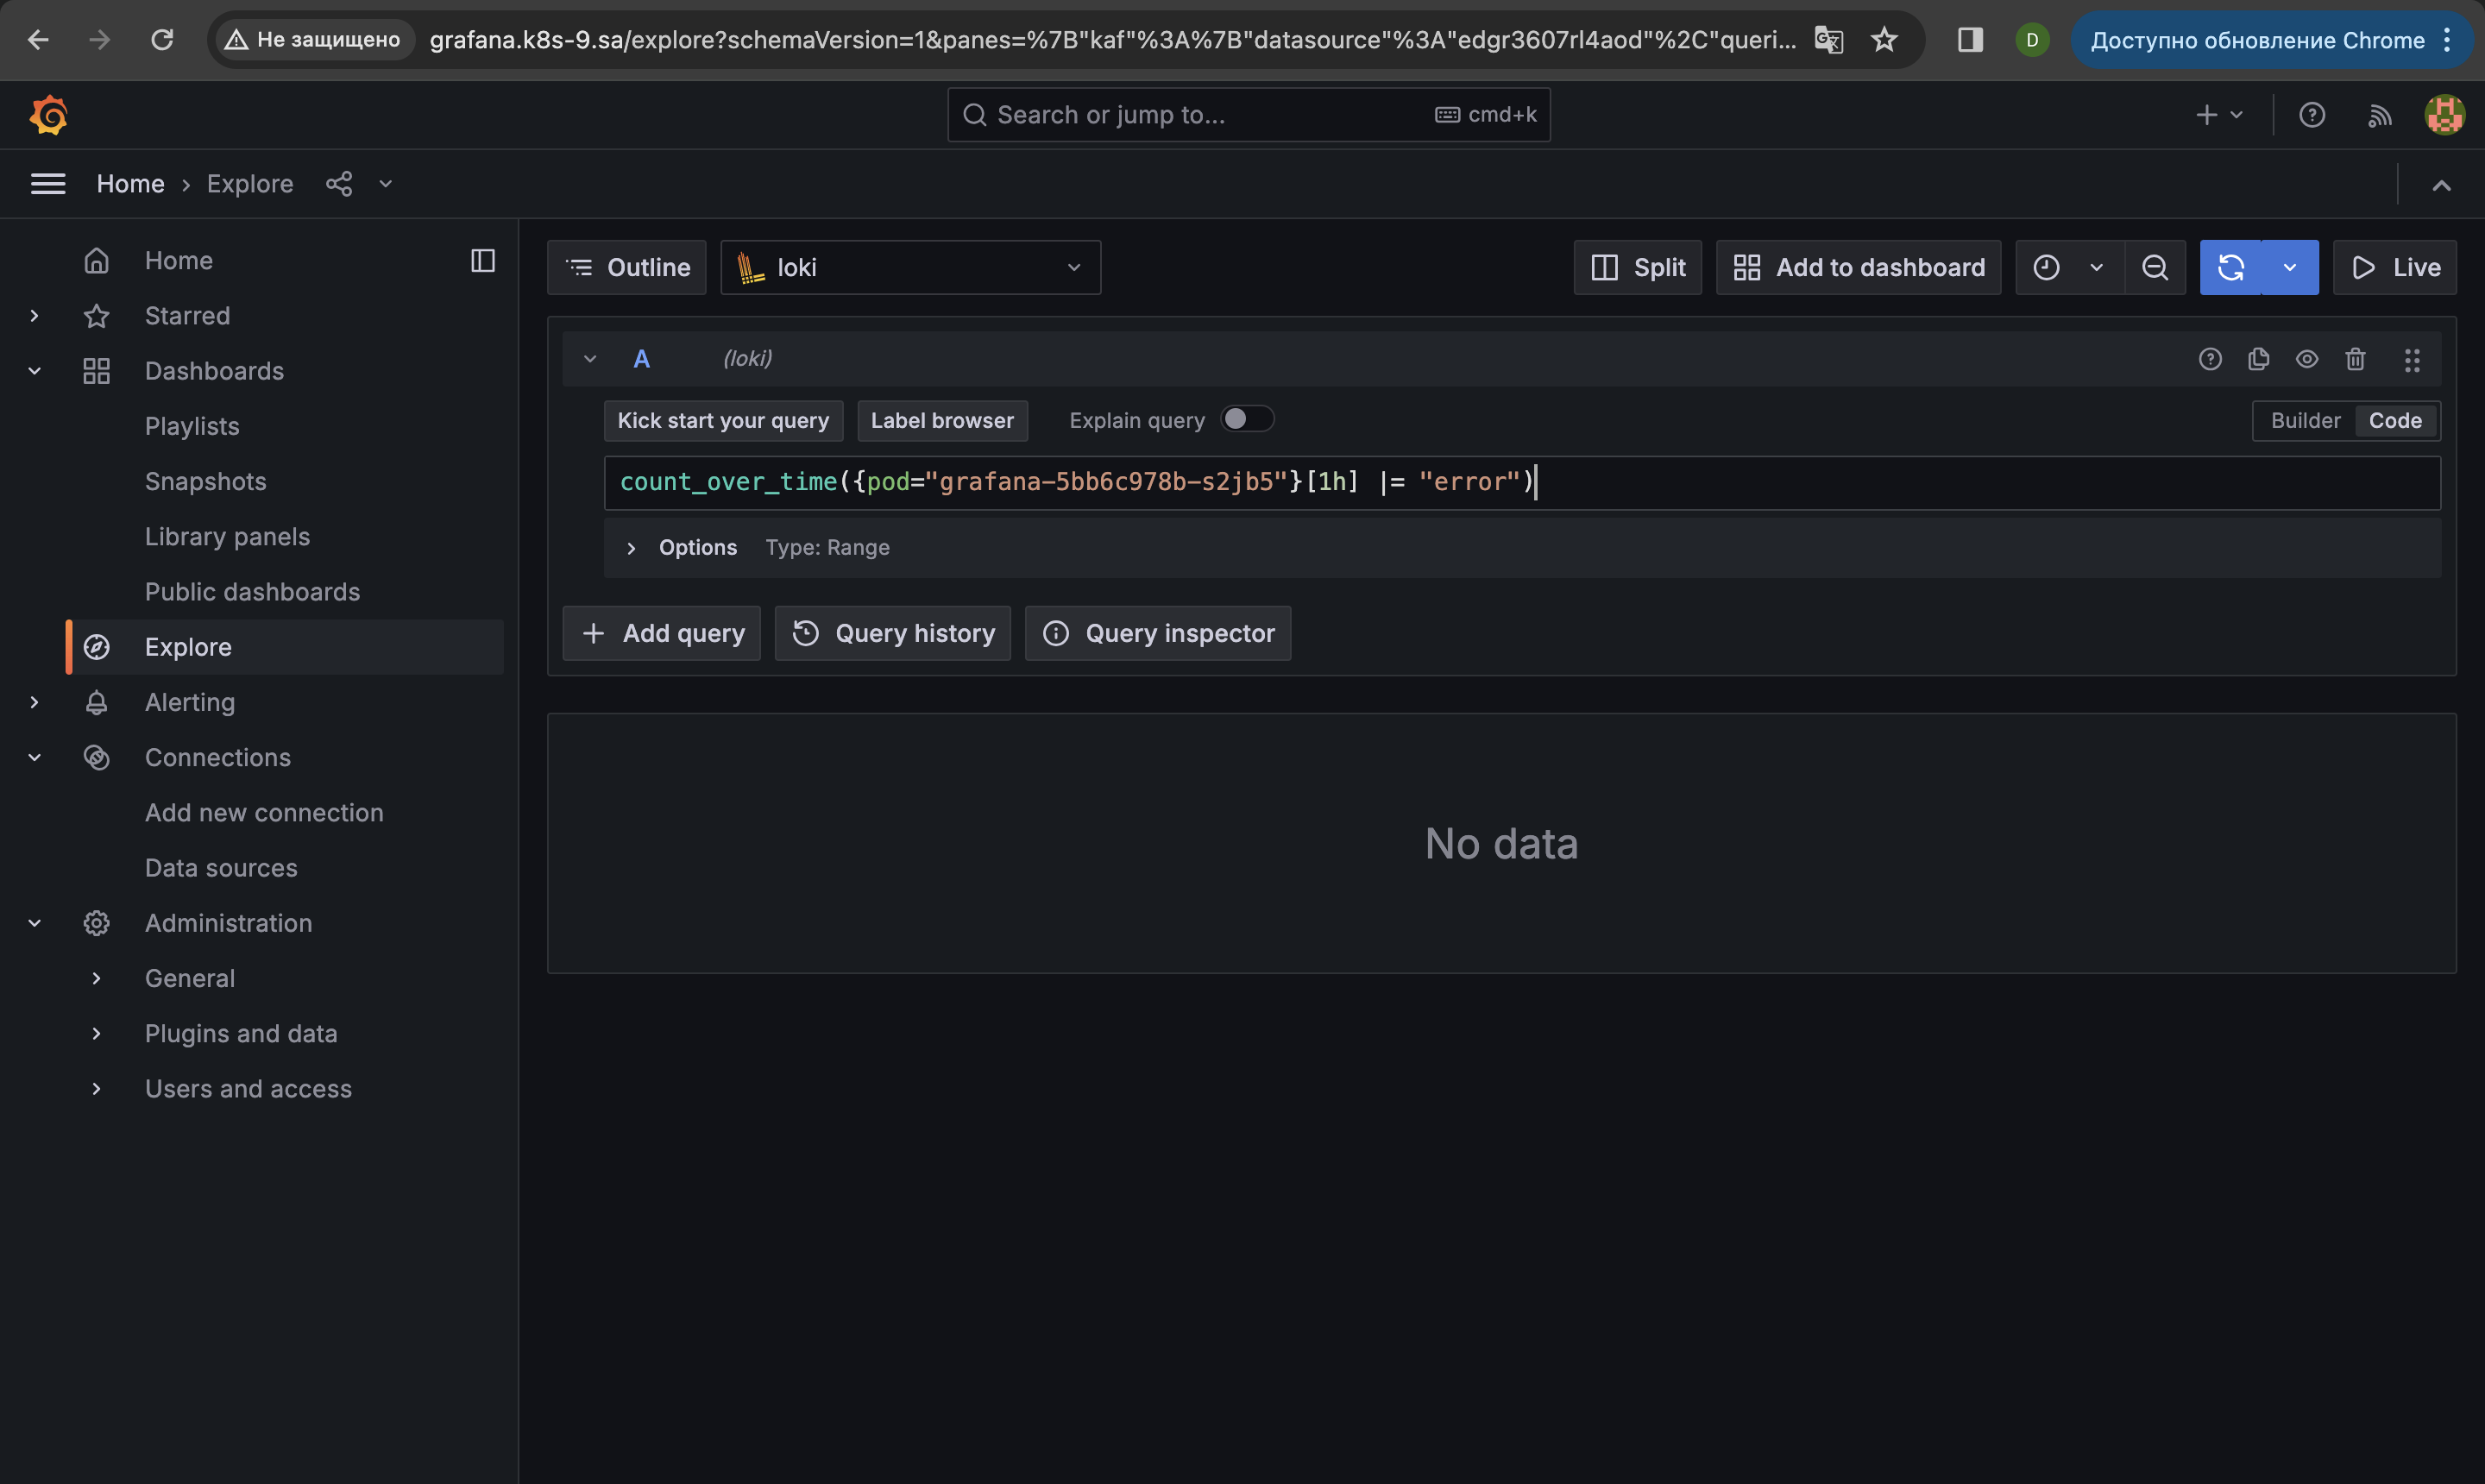 Не защищено
grafana.k8s-9.sa/explore?schemaVersion=1&panes=%7B"kaf"%3A%7B"datasource"%3A"edgr3607rl4aod"%2C"queri...
D
Доступно обновление Chrome
Search or jump to...
cmd+k
Home › Explore
Home
Starred
Dashboards
Playlists
Snapshots
Library panels
Public dashboards
Explore
Alerting
Connections
Add new connection
Data sources
Administration
General
Plugins and data
Users and access
Outline
loki
Split
Add to dashboard
Live
A (loki)
Kick start your query
Label browser
Explain query
Builder
Code
count_over_time({pod="grafana-5bb6c978b-s2jb5"}[1h] |= "error")
Options Type: Range
Add query
Query history
Query inspector
No data